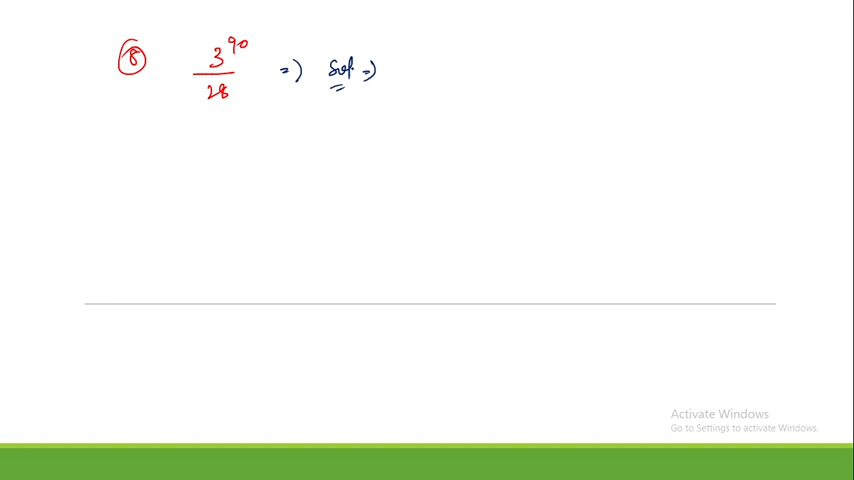 ⑧ 3^90/28 ⇒ Sol ⇒
Activate Windows
Go to Settings to activate Windows.